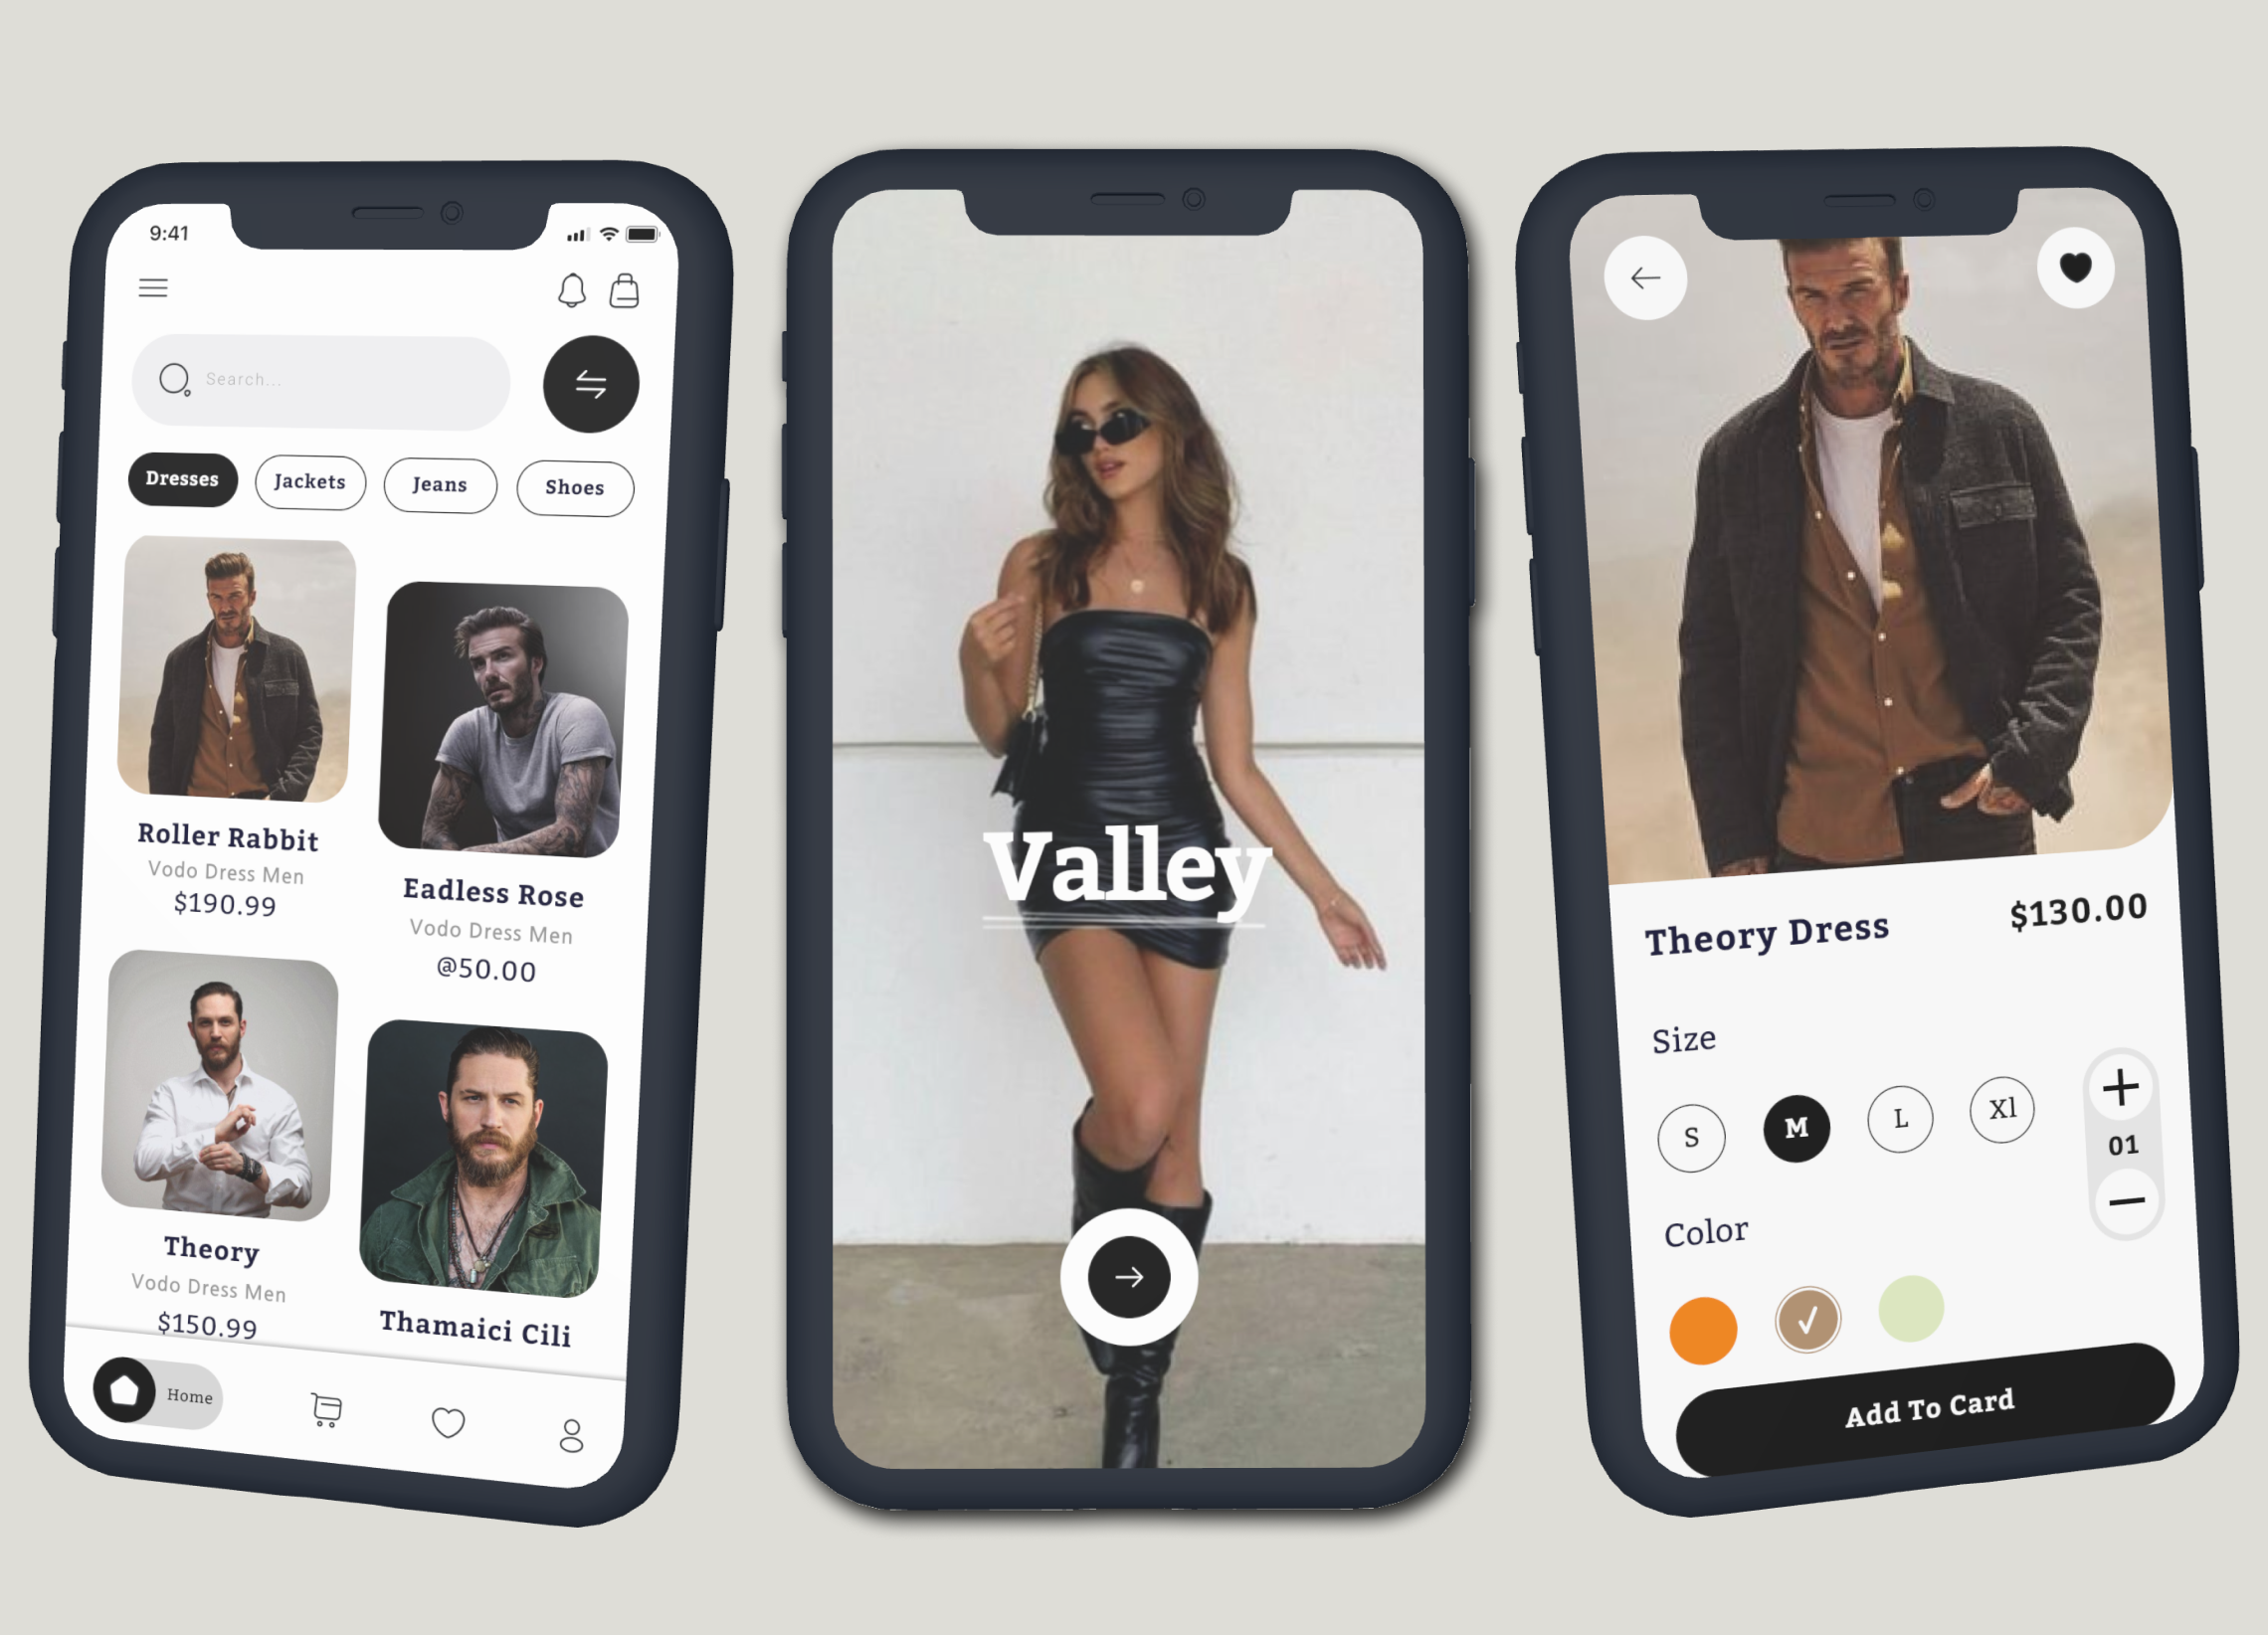 9:41
Search...
Dresses
Jackets
Jeans
Shoes
Roller Rabbit
Vodo Dress Men
$190.99
Eadless Rose
Vodo Dress Men
@50.00
Theory
Vodo Dress Men
$150.99
Thamaici Cili
Home
Valley
Theory Dress
$130.00
Size
S
M
L
Xl
01
Color
Add To Card